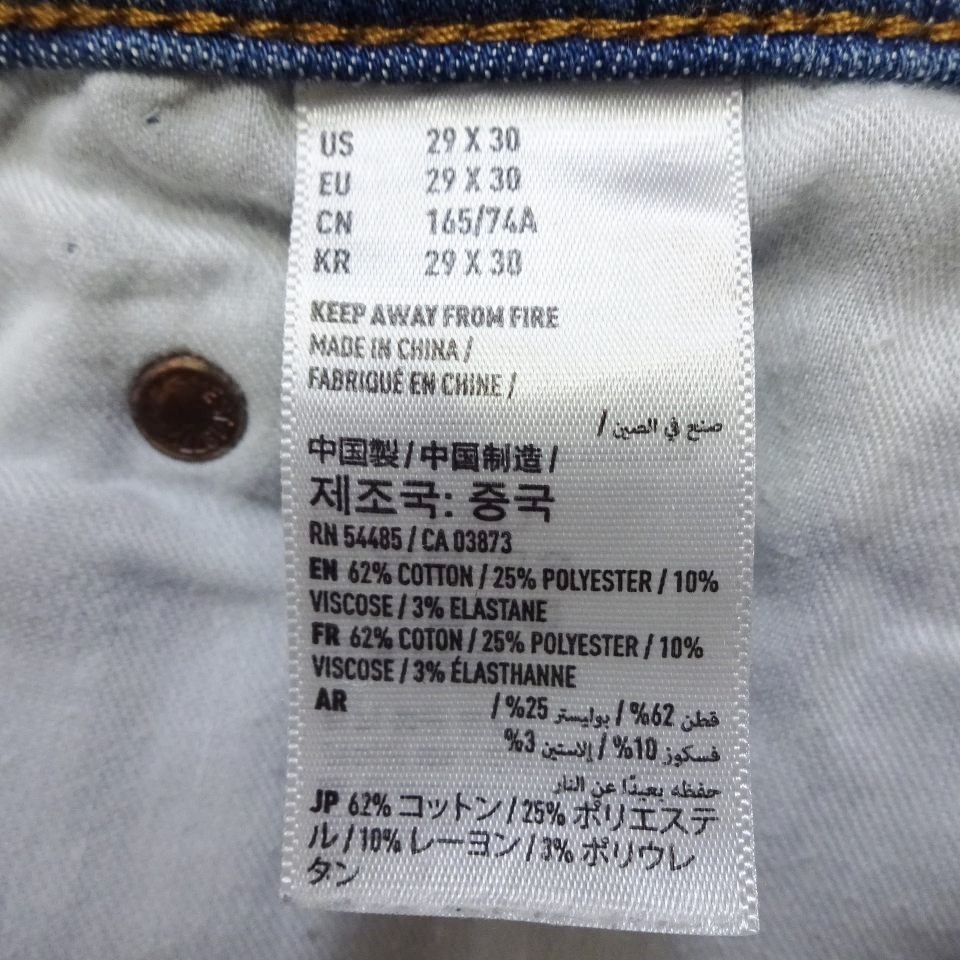 US 29 X 30
EU 29 X 30
CN 165/74A
KR 29 X 30
KEEP AWAY FROM FIRE
MADE IN CHINA /
FABRIQUÉ EN CHINE /
صنع في الصين /
中国製 / 中国制造 /
제조국: 중국
RN 54485 / CA 03873
EN 62% COTTON / 25% POLYESTER / 10%
VISCOSE / 3% ELASTANE
FR 62% COTON / 25% POLYESTER / 10%
VISCOSE / 3% ÉLASTHANNE
AR قطن 62% / بوليستر 25% /
فسكوز 10% / إلاستين 3%
حفظه بعيدًا عن النار
JP 62% コットン / 25% ポリエステ
ル / 10% レーヨン / 3% ポリウレ
タン